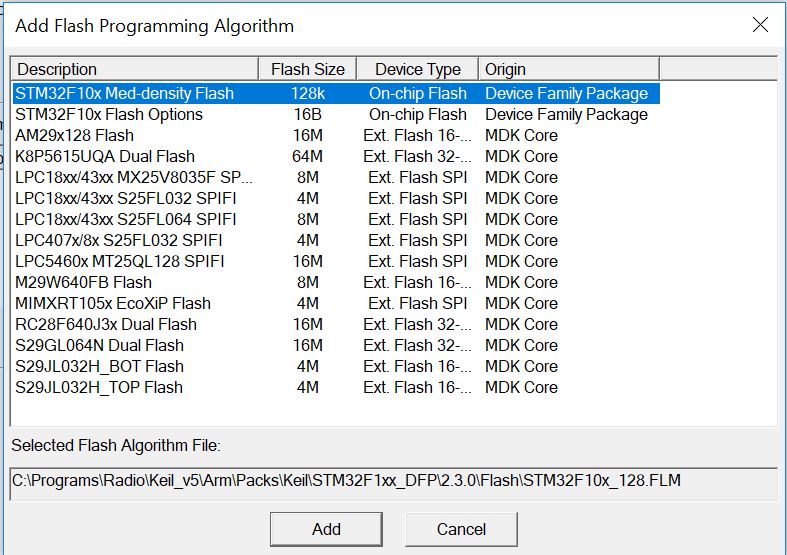 Add Flash Programming Algorithm
Description Flash Size Device Type Origin
STM32F10x Med-density Flash 128k On-chip Flash Device Family Package
STM32F10x Flash Options 16B On-chip Flash Device Family Package
AM29x128 Flash 16M Ext. Flash 16-... MDK Core
K8P5615UQA Dual Flash 64M Ext. Flash 32-... MDK Core
LPC18xx/43xx MX25V8035F SP... 8M Ext. Flash SPI MDK Core
LPC18xx/43xx S25FL032 SPIFI 4M Ext. Flash SPI MDK Core
LPC18xx/43xx S25FL064 SPIFI 8M Ext. Flash SPI MDK Core
LPC407x/8x S25FL032 SPIFI 4M Ext. Flash SPI MDK Core
LPC5460x MT25QL128 SPIFI 16M Ext. Flash SPI MDK Core
M29W640FB Flash 8M Ext. Flash 16-... MDK Core
MIMXRT105x EcoXiP Flash 4M Ext. Flash SPI MDK Core
RC28F640J3x Dual Flash 16M Ext. Flash 32-... MDK Core
S29GL064N Dual Flash 16M Ext. Flash 32-... MDK Core
S29JL032H_BOT Flash 4M Ext. Flash 16-... MDK Core
S29JL032H_TOP Flash 4M Ext. Flash 16-... MDK Core
Selected Flash Algorithm File:
C:\Programs\Radio\Keil_v5\Arm\Packs\Keil\STM32F1xx_DFP\2.3.0\Flash\STM32F10x_128.FLM
Add Cancel